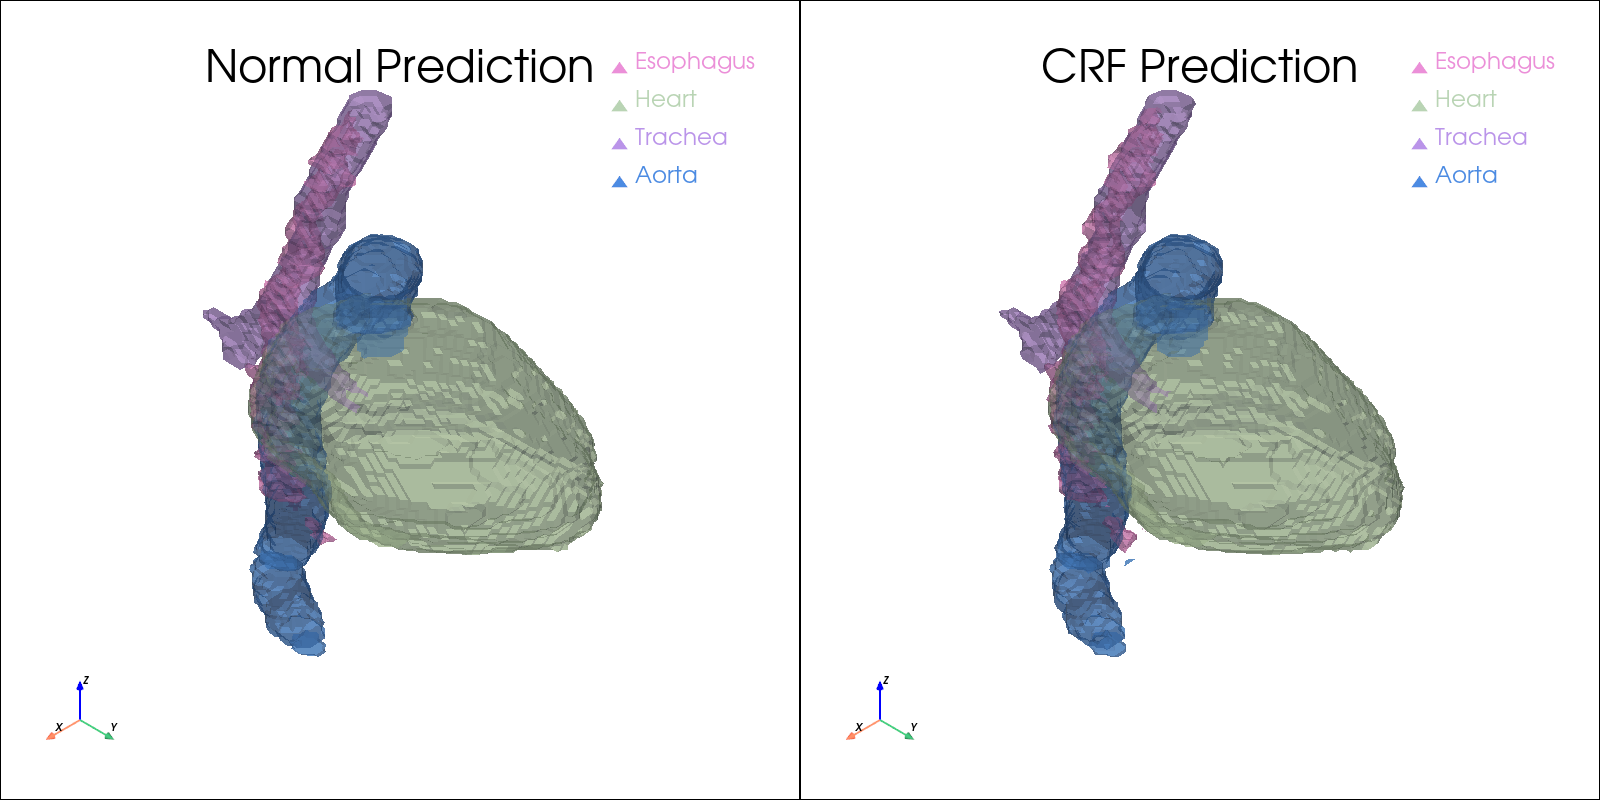 Normal Prediction
Esophagus
Heart
Trachea
Aorta
Z
X
Y
CRF Prediction
Esophagus
Heart
Trachea
Aorta
Z
X
Y